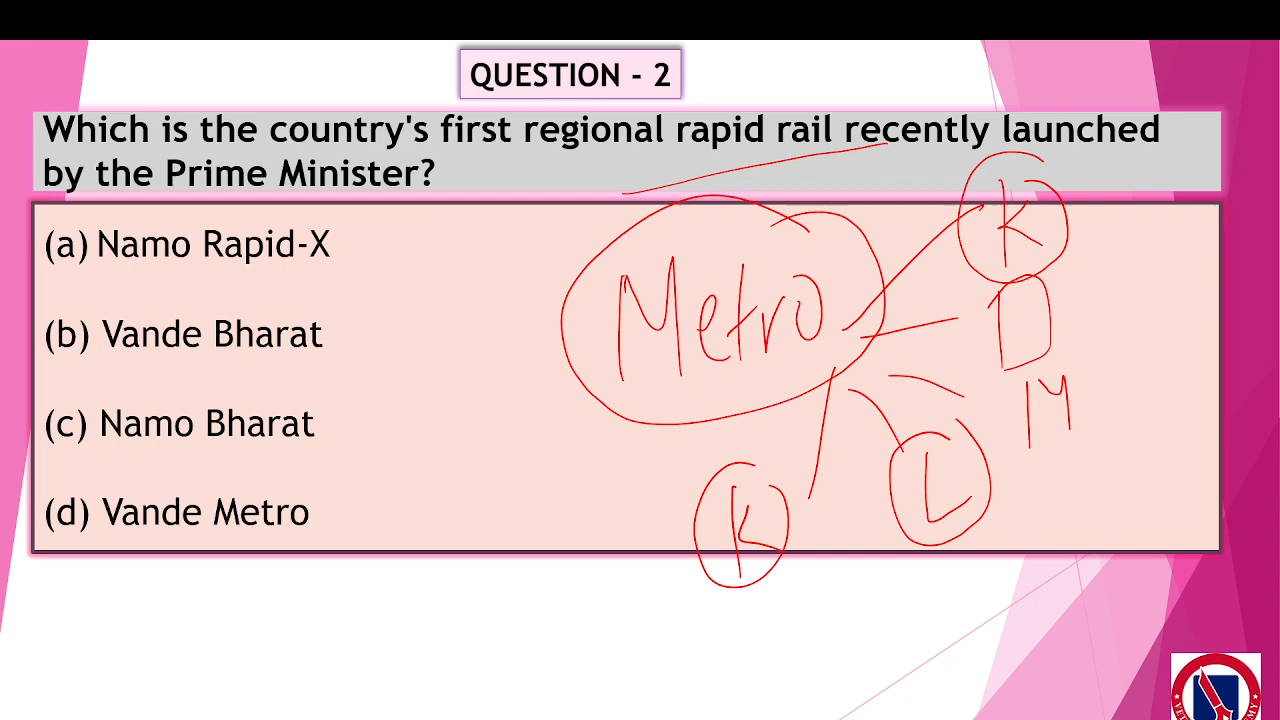 QUESTION - 2
Which is the country's first regional rapid rail recently launched
by the Prime Minister?
(a) Namo Rapid-X
(b) Vande Bharat
(c) Namo Bharat
(d) Vande Metro
Metro
K
D
M
L
K